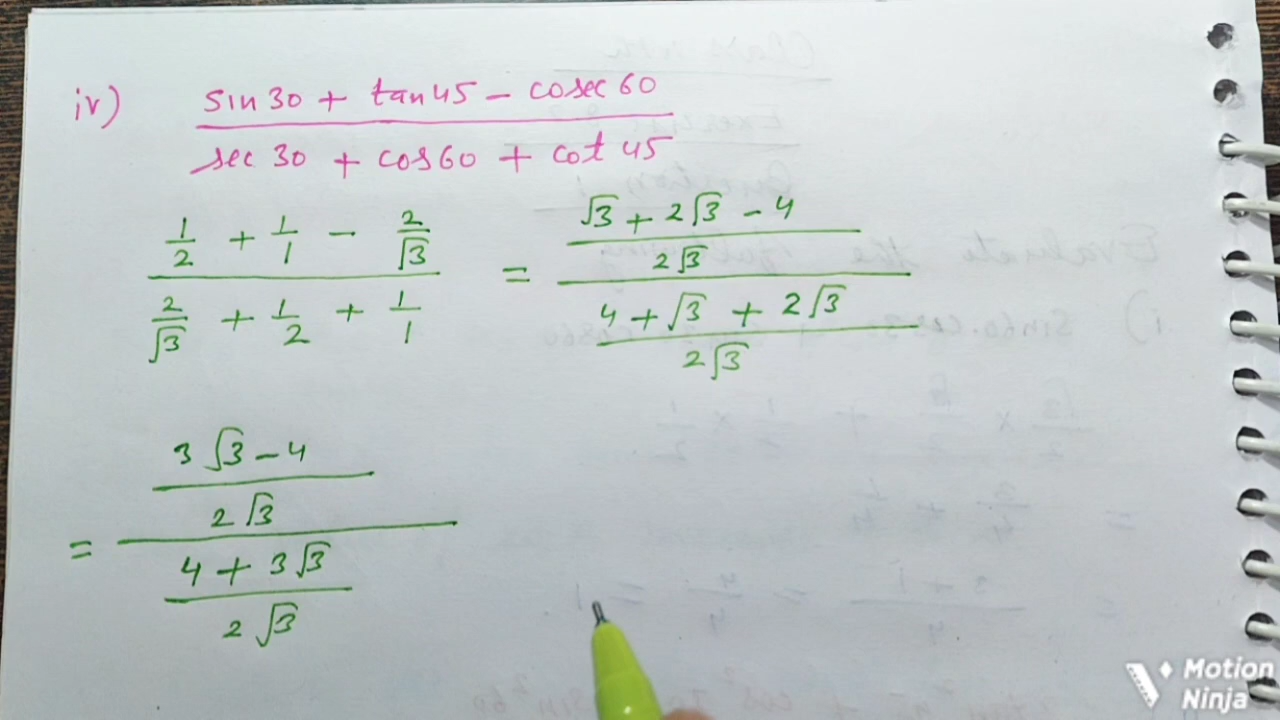 iv) sin 30 + tan 45 - cosec 60
sec 30 + cos 60 + cot 45
1/2 + 1/1 - 2/√3 = √3 + 2√3 - 4
2√3
2/√3 + 1/2 + 1/1 4 + √3 + 2√3
2√3
3√3 - 4
2√3
=
4 + 3√3
2√3
Motion
Ninja